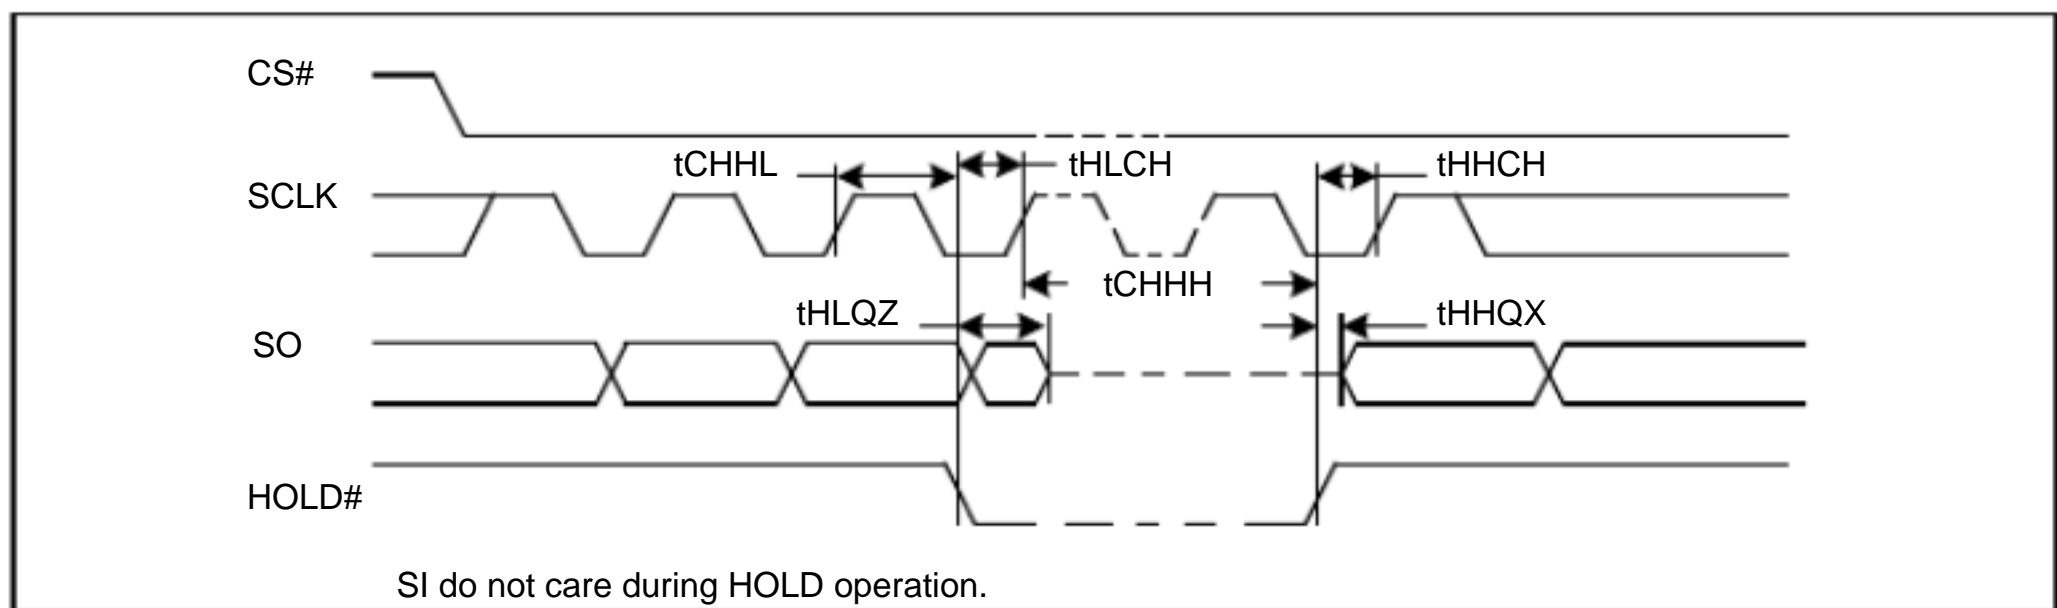 CS#
tCHHL
tHLCH
tHHCH
SCLK
tCHHH
tHLQZ
tHHQX
SO
HOLD#
SI do not care during HOLD operation.